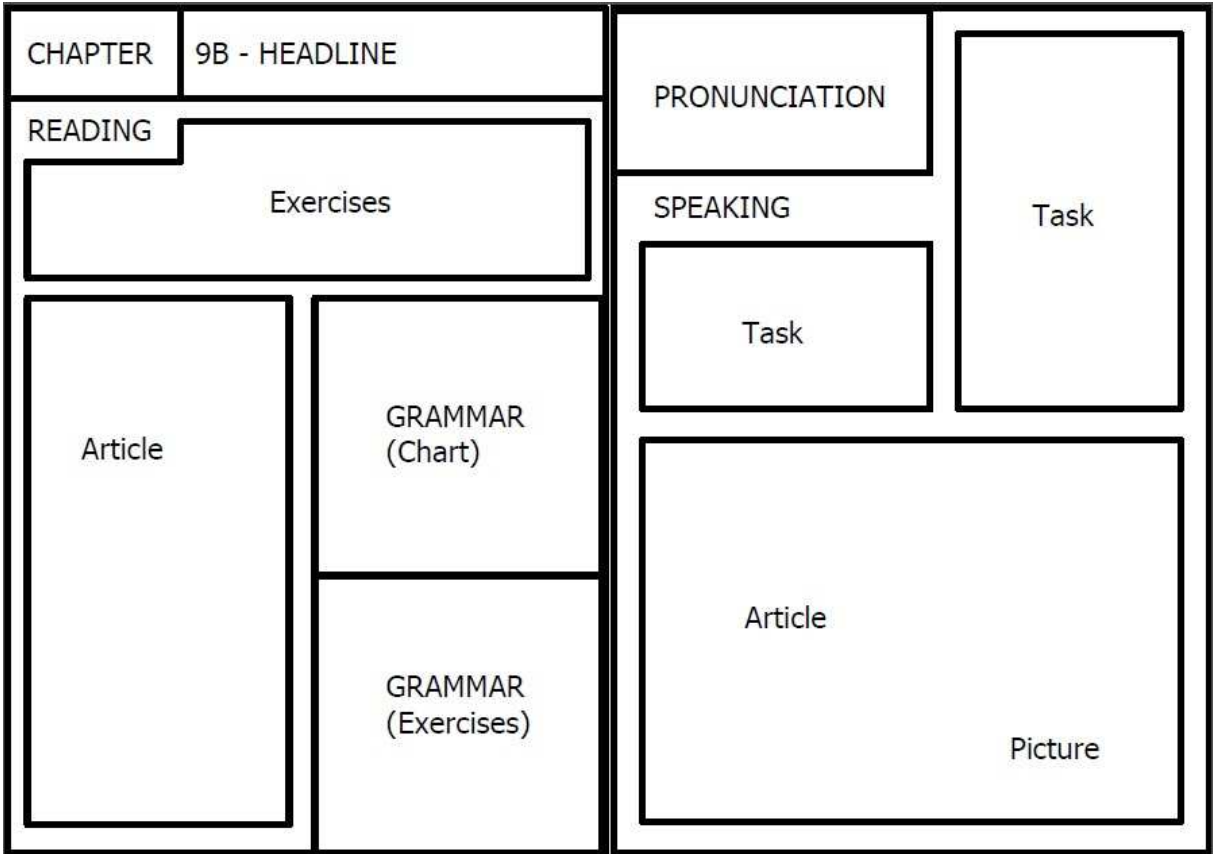 CHAPTER 9B - HEADLINE
READING
Exercises
Article
GRAMMAR
(Chart)
GRAMMAR
(Exercises)
PRONUNCIATION
SPEAKING
Task
Task
Article
Picture